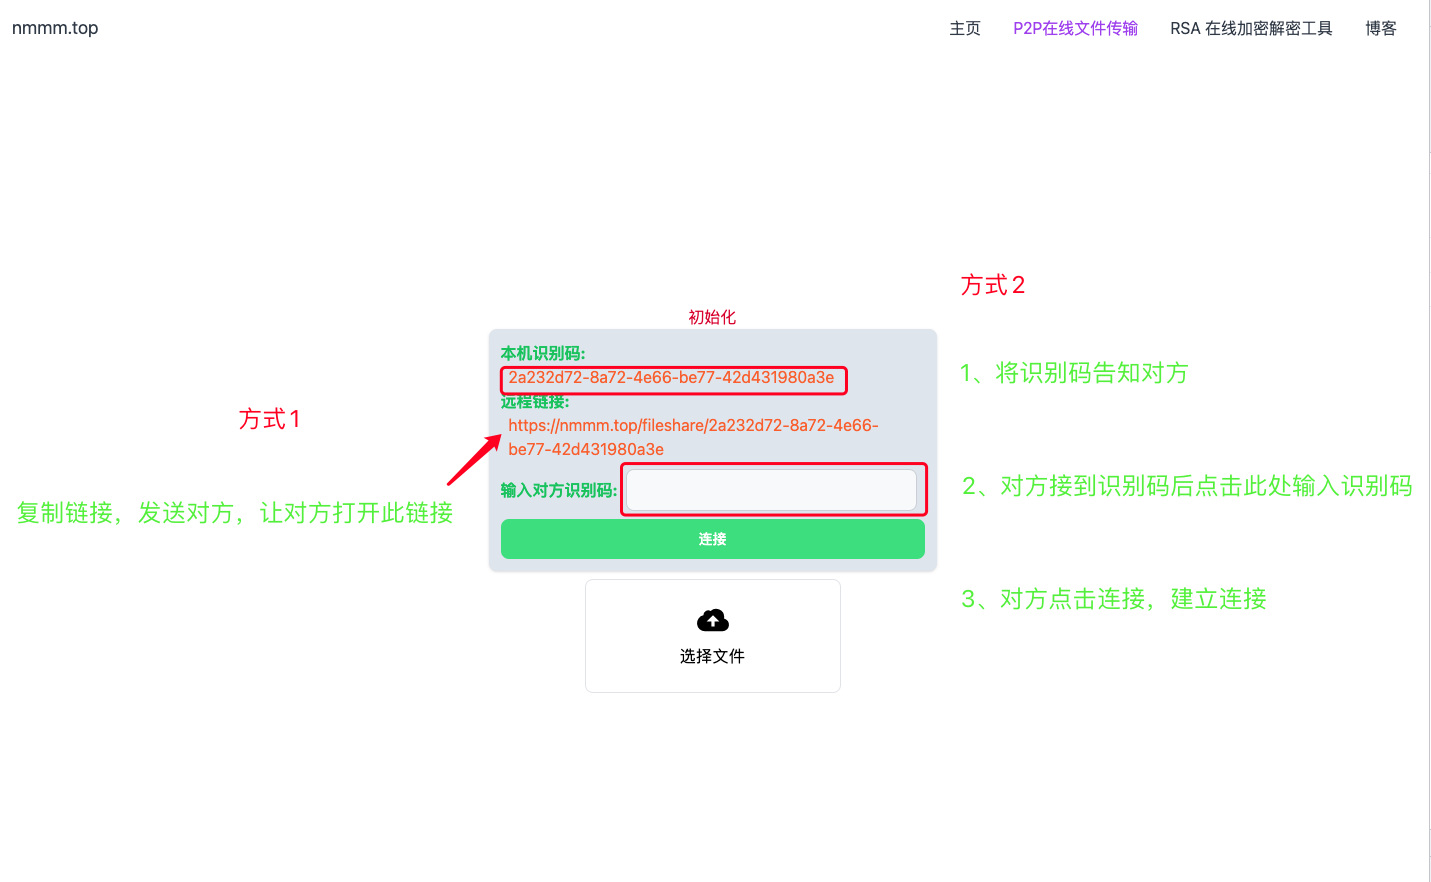 nmmm.top
主页
P2P在线文件传输
RSA 在线加密解密工具
博客
初始化
本机识别码:
2a232d72-8a72-4e66-be77-42d431980a3e
远程链接:
https://nmmm.top/fileshare/2a232d72-8a72-4e66-
be77-42d431980a3e
输入对方识别码:
连接
选择文件
方式1
复制链接，发送对方，让对方打开此链接
方式2
1、将识别码告知对方
2、对方接到识别码后点击此处输入识别码
3、对方点击连接，建立连接